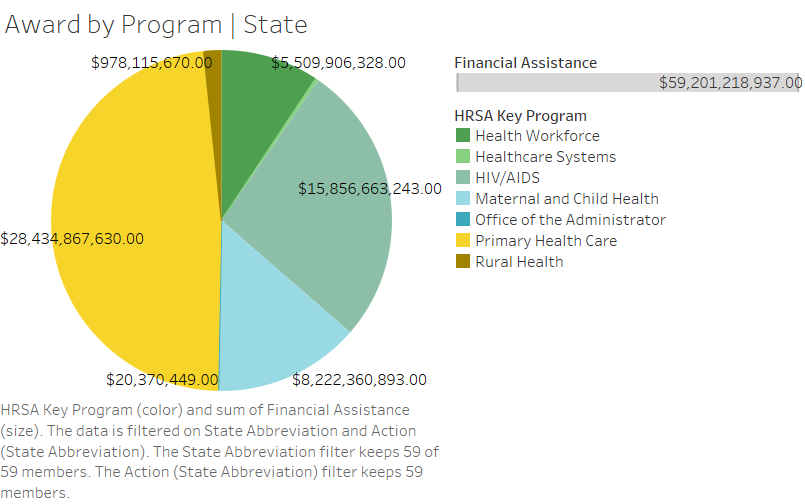 Award by Program | State
$978,115,670.00
$5,509,906,328.00
$15,856,663,243.00
$28,434,867,630.00
$20,370,449.00
$8,222,360,893.00
Financial Assistance
$59,201,218,937.00
HRSA Key Program
Health Workforce
Healthcare Systems
HIV/AIDS
Maternal and Child Health
Office of the Administrator
Primary Health Care
Rural Health
HRSA Key Program (color) and sum of Financial Assistance
(size). The data is filtered on State Abbreviation and Action
(State Abbreviation). The State Abbreviation filter keeps 59 of
59 members. The Action (State Abbreviation) filter keeps 59
members.